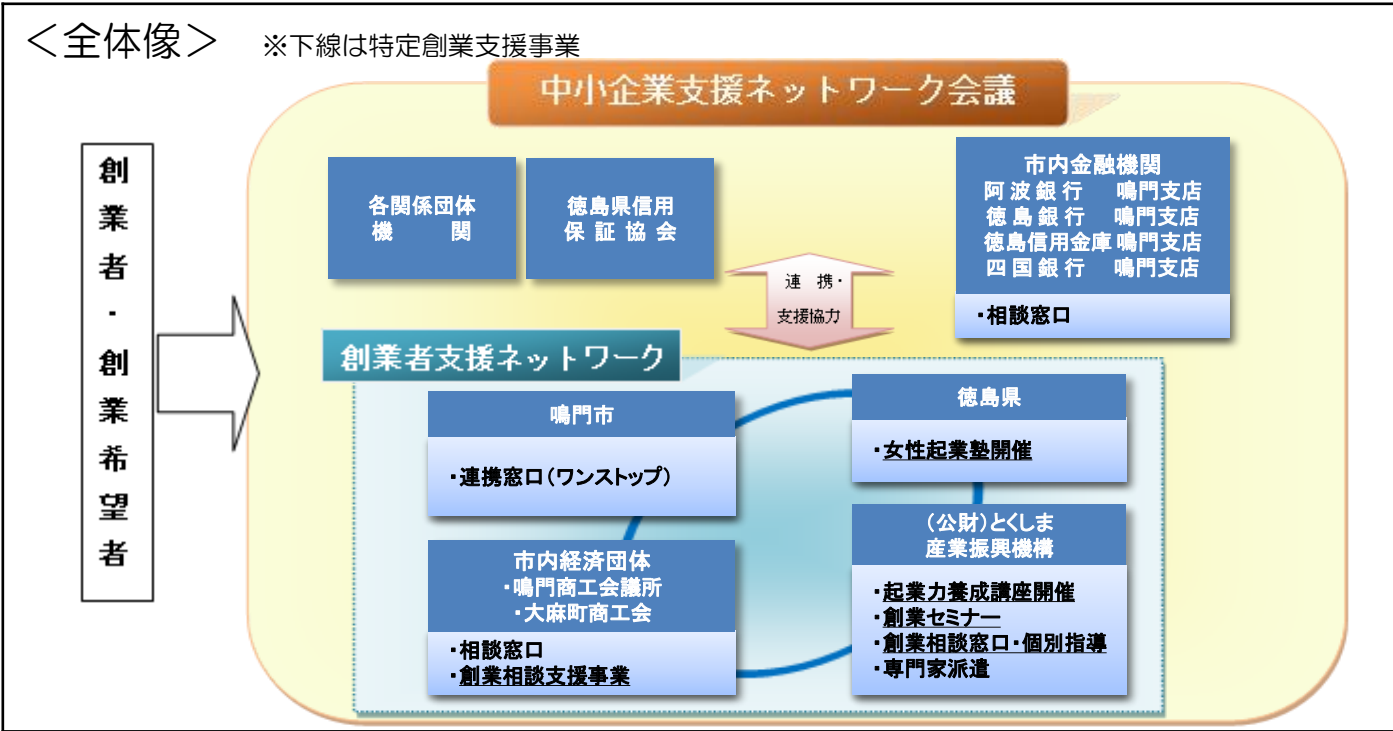 ＜全体像＞ ※下線は特定創業支援事業
中小企業支援ネットワーク会議
創業者・創業希望者
各関係団体
機　　関
徳島県信用
保 証 協 会
市内金融機関
阿 波 銀 行　鳴門支店
徳 島 銀 行　鳴門支店
徳島信用金庫 鳴門支店
四 国 銀 行　鳴門支店
・相談窓口
連　携・
支援協力
創業者支援ネットワーク
鳴門市
・連携窓口（ワンストップ）
徳島県
・女性起業塾開催
市内経済団体
・鳴門商工会議所
・大麻町商工会
・相談窓口
・創業相談支援事業
（公財）とくしま
産業振興機構
・起業力養成講座開催
・創業セミナー
・創業相談窓口・個別指導
・専門家派遣